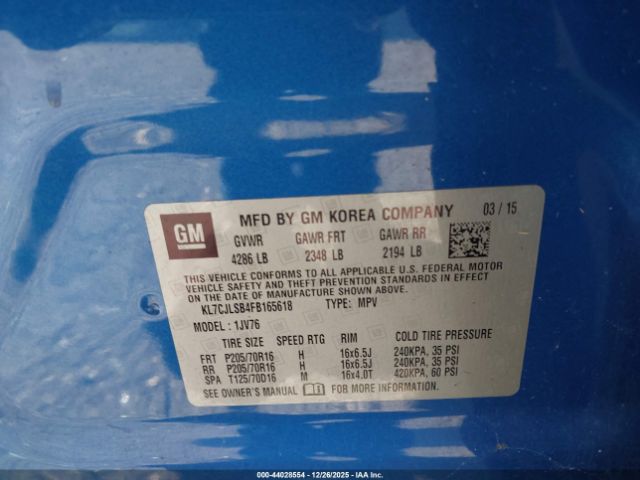 GM
MFD BY GM KOREA COMPANY 03 / 15
GVWR GAWR FRT GAWR RR
4286 LB 2348 LB 2194 LB
THIS VEHICLE CONFORMS TO ALL APPLICABLE U.S. FEDERAL MOTOR
VEHICLE SAFETY AND THEFT PREVENTION STANDARDS IN EFFECT
ON THE DATE OF MANUFACTURE SHOWN ABOVE.
KL7CJLSB4FB165618 TYPE: MPV
MODEL: 1JV76
TIRE SIZE SPEED RTG RIM COLD TIRE PRESSURE
FRT P205/70R16 H 16x6.5J 240KPA, 35 PSI
RR P205/70R16 H 16x6.5J 240KPA, 35 PSI
SPA T125/70D16 M 16x4.0T 420KPA, 60 PSI
SEE OWNER'S MANUAL FOR MORE INFORMATION.
000-44028554 | 12/26/2025 - IAA Inc.